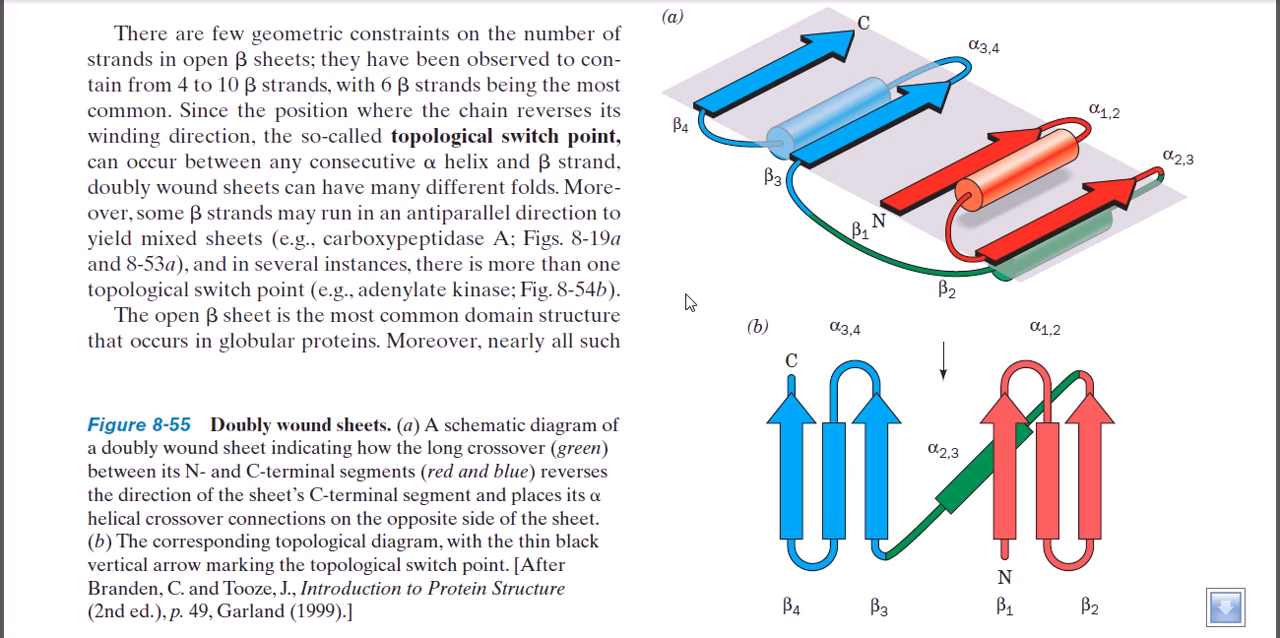 There are few geometric constraints on the number of
strands in open β sheets; they have been observed to con-
tain from 4 to 10 β strands, with 6 β strands being the most
common. Since the position where the chain reverses its
winding direction, the so-called topological switch point,
can occur between any consecutive α helix and β strand,
doubly wound sheets can have many different folds. More-
over, some β strands may run in an antiparallel direction to
yield mixed sheets (e.g., carboxypeptidase A; Figs. 8-19a
and 8-53a), and in several instances, there is more than one
topological switch point (e.g., adenylate kinase; Fig. 8-54b).
The open β sheet is the most common domain structure
that occurs in globular proteins. Moreover, nearly all such
Figure 8-55 Doubly wound sheets. (a) A schematic diagram of
a doubly wound sheet indicating how the long crossover (green)
between its N- and C-terminal segments (red and blue) reverses
the direction of the sheet's C-terminal segment and places its α
helical crossover connections on the opposite side of the sheet.
(b) The corresponding topological diagram, with the thin black
vertical arrow marking the topological switch point. [After
Branden, C. and Tooze, J., Introduction to Protein Structure
(2nd ed.), p. 49, Garland (1999).]
(a)
C
α3,4
α1,2
α2,3
β4
β3
β1
N
β2
(b)
α3,4
α1,2
C
α2,3
N
β4
β3
β1
β2